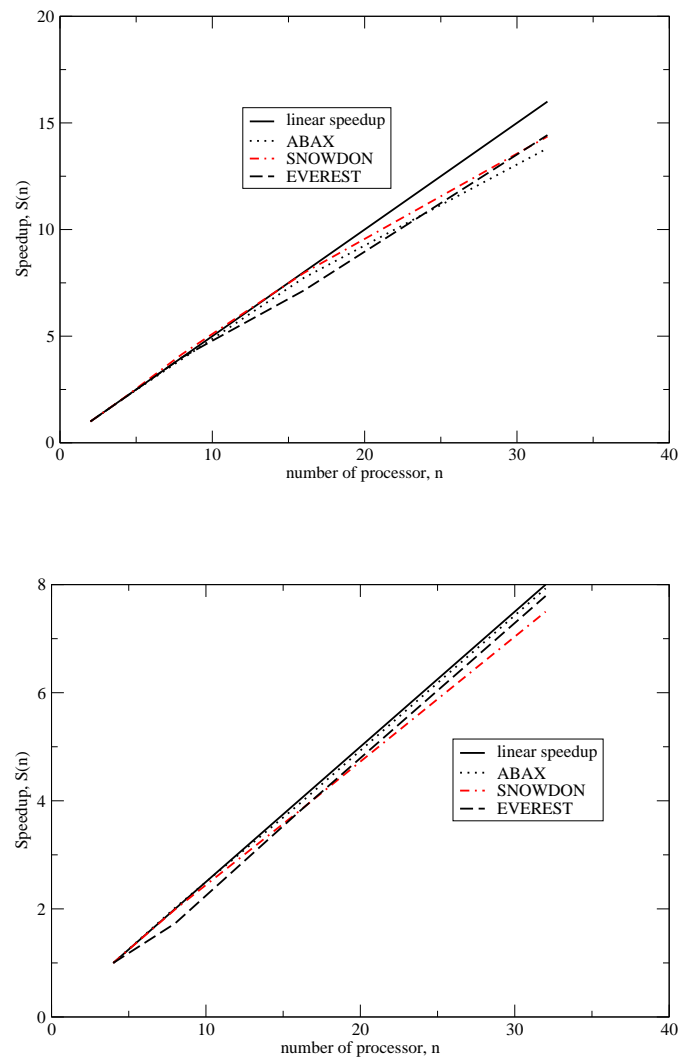 20
15
10
5
0
Speedup, S(n)
linear speedup
ABAX
SNOWDON
EVEREST
0 10 20 30 40
number of processor, n
8
6
4
2
0
Speedup, S(n)
linear speedup
ABAX
SNOWDON
EVEREST
0 10 20 30 40
number of processor, n